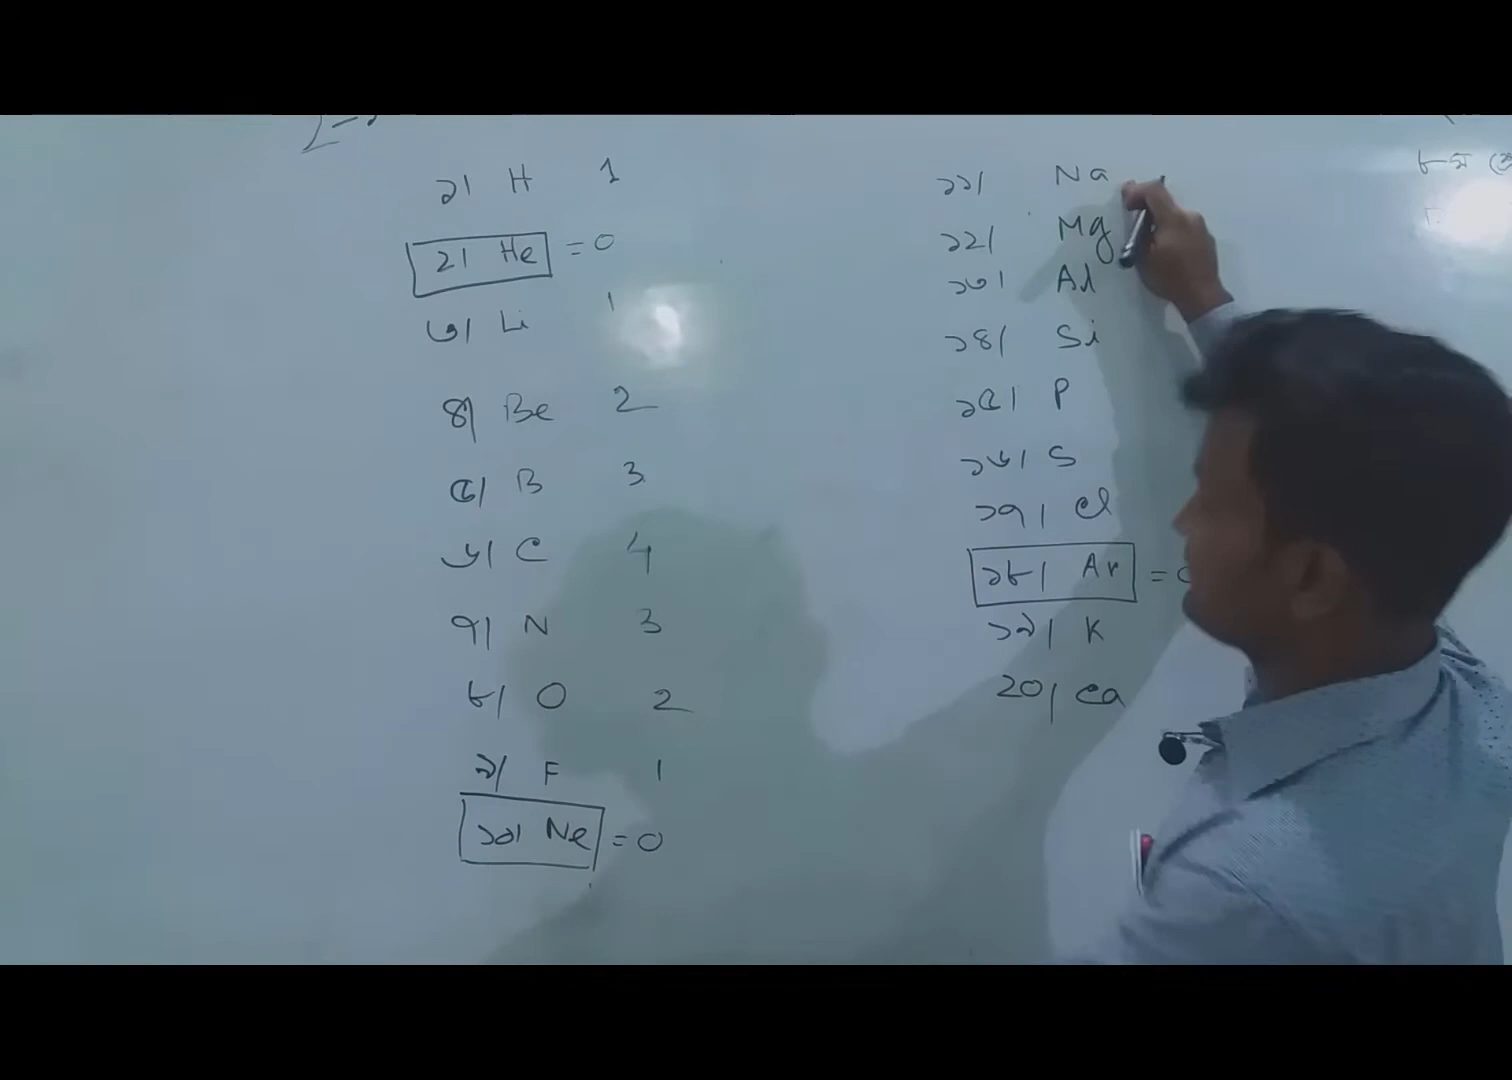 ১। H 1
২। He = 0
৩। Li 1
৪। Be 2
৫। B 3
৬। C 4
৭। N 3
৮। O 2
৯। F 1
১০। Ne = 0
১১। Na
১২। Mg
১৩। Al
১৪। Si
১৫। P
১৬। S
১৭। Cl
১৮। Ar =
১৯। K
২০। Ca